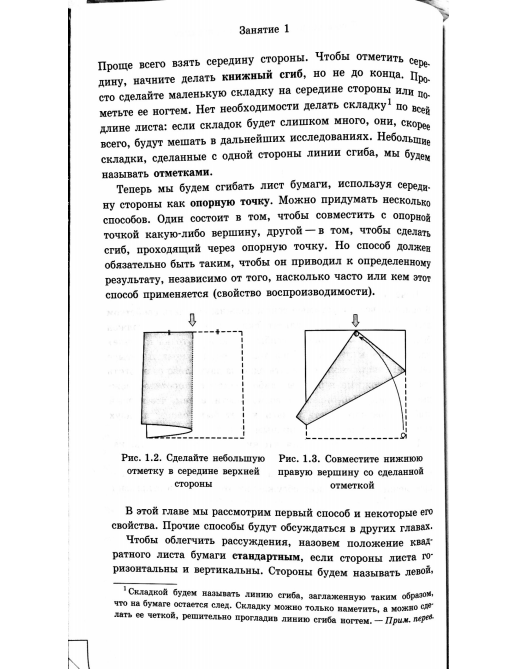 Занятие 1
Проще всего взять середину стороны. Чтобы отметить сере-
дину, начните делать книжный сгиб, но не до конца. Про-
сто сделайте маленькую складку на середине стороны или по-
метьте ее ногтем. Нет необходимости делать складку¹ по всей
длине листа: если складок будет слишком много, они, скорее
всего, будут мешать в дальнейших исследованиях. Небольшие
складки, сделанные с одной стороны линии сгиба, мы будем
называть отметками.
Теперь мы будем сгибать лист бумаги, используя середи-
ну стороны как опорную точку. Можно придумать несколько
способов. Один состоит в том, чтобы совместить с опорной
точкой какую-либо вершину, другой — в том, чтобы сделать
сгиб, проходящий через опорную точку. Но способ должен
обязательно быть таким, чтобы он приводил к определенному
результату, независимо от того, насколько часто или кем этот
способ применяется (свойство воспроизводимости).
Рис. 1.2. Сделайте небольшую
отметку в середине верхней
стороны
Рис. 1.3. Совместите нижнюю
правую вершину со сделанной
отметкой
В этой главе мы рассмотрим первый способ и некоторые его
свойства. Прочие способы будут обсуждаться в других главах.
Чтобы облегчить рассуждения, назовем положение квад-
ратного листа бумаги стандартным, если стороны листа го-
ризонтальны и вертикальны. Стороны будем называть левой,
¹ Складкой будем называть линию сгиба, заглаженную таким образом,
что на бумаге остается след. Складку можно только наметить, а можно сде-
лать ее четкой, решительно прогладив линию сгиба ногтем. — Прим. перев.